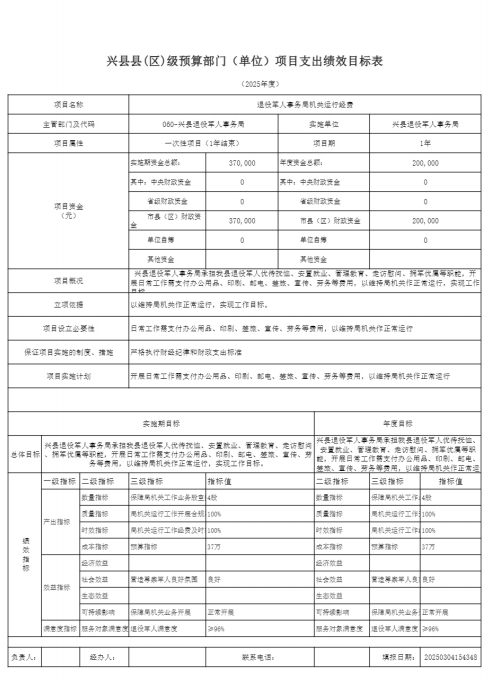 兴县县(区)级预算部门（单位）项目支出绩效目标表
（2025年度）
项目名称 退役军人事务局机关运行经费
主管部门及代码 060-兴县退役军人事务局 实施单位 兴县退役军人事务局
项目属性 一次性项目（1年结束） 项目期 1年
项目资金（元） 实施期资金总额： 370,000 年度资金总额： 200,000
其中：中央财政资金 0 其中：中央财政资金 0
省级财政资金 0 省级财政资金 0
市县（区）财政资金 370,000 市县（区）财政资金 200,000
单位自筹 0 单位自筹 0
其他资金 其他资金
项目概况 兴县退役军人事务局承担我县退役军人优待抚恤、安置就业、管理教育、走访慰问、拥军优属等职能，开
展日常工作需支付办公用品、印刷、邮电、差旅、宣传、劳务等费用，以维持局机关作正常运行，实现工作
目标
立项依据 以维持局机关作正常运行，实现工作目标。
项目设立必要性 日常工作需支付办公用品、印刷、差旅、宣传、劳务等费用，以维持局机关作正常运行
保证项目实施的制度、措施 严格执行财经纪律和财政支出标准
项目实施计划 开展日常工作需支付办公用品、印刷、邮电、差旅、宣传、劳务等费用，以维持局机关作正常运行
实施期目标 年度目标
总体目标 兴县退役军人事务局承担我县退役军人优待抚恤、安置就业、管理教育、走访慰问
、拥军优属等职能，开展日常工作需支付办公用品、印刷、邮电、差旅、宣传、劳
务等费用，以维持局机关作正常运行，实现工作目标。
兴县退役军人事务局承担我县退役军人优待抚恤、
安置就业、管理教育、走访慰问、拥军优属等职
能，开展日常工作需支付办公用品、印刷、邮电、
差旅、宣传、劳务等费用，以维持局机关作正常运
绩效指标 一级指标 二级指标 三级指标 指标值 二级指标 三级指标 指标值
产出指标 数量指标 保障局机关工作业务股室 4股 数量指标 保障局机关工作 4股
质量指标 局机关运行工作开展合规 100% 质量指标 局机关运行工作 100%
时效指标 局机关运行工作经费及时 100% 时效指标 局机关运行工作 100%
成本指标 预算指标 37万 成本指标 预算指标 37万
效益指标 经济效益 经济效益
社会效益 营造尊崇军人良好氛围 良好 社会效益 营造尊崇军人良 良好
生态效益 生态效益
可持续影响 保障局机关业务开展 正常开展 可持续影响 保障局机关业务 正常开展
满意度指标 服务对象满意度 退役军人满意度 ≥96% 服务对象满意度 退役军人满意度 ≥96%
负责人： 经办人： 联系电话： 填报日期： 20250304154348